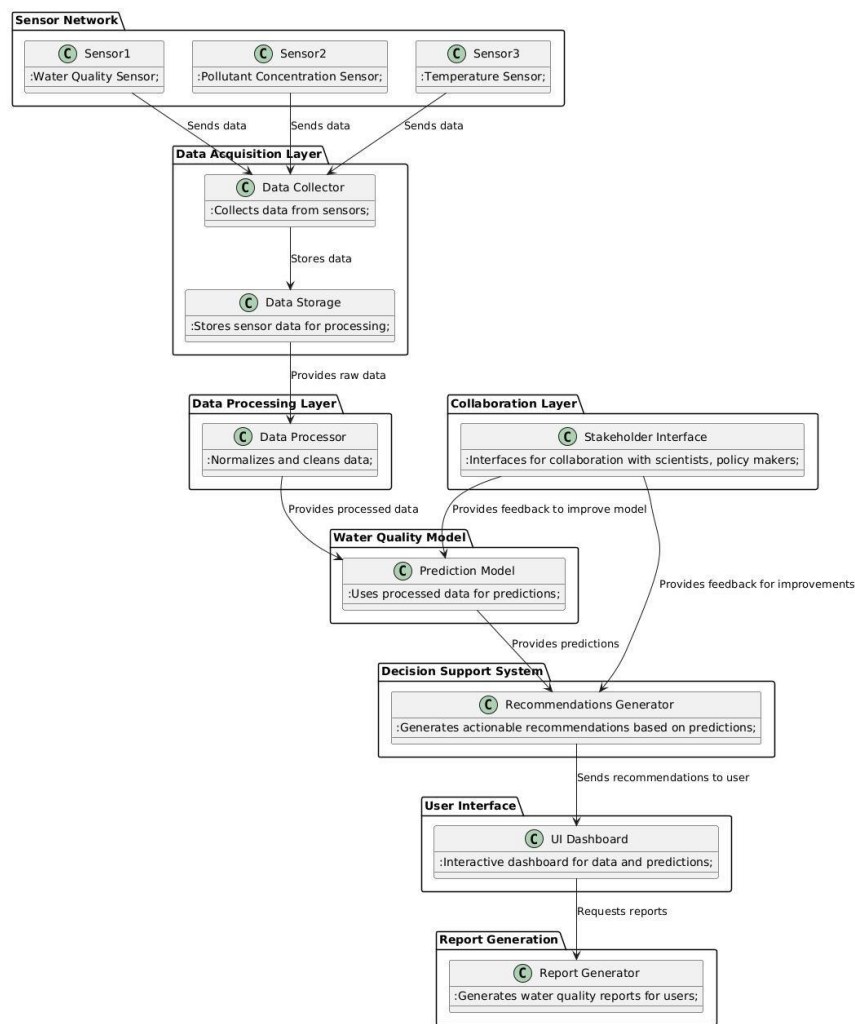 Sensor Network
C Sensor1
:Water Quality Sensor;
C Sensor2
:Pollutant Concentration Sensor;
C Sensor3
:Temperature Sensor;
Sends data
Sends data
Sends data
Data Acquisition Layer
C Data Collector
:Collects data from sensors;
Stores data
C Data Storage
:Stores sensor data for processing;
Provides raw data
Data Processing Layer
C Data Processor
:Normalizes and cleans data;
Collaboration Layer
C Stakeholder Interface
:Interfaces for collaboration with scientists, policy makers;
Provides processed data
Provides feedback to improve model
Water Quality Model
C Prediction Model
:Uses processed data for predictions;
Provides feedback for improvements
Provides predictions
Decision Support System
C Recommendations Generator
:Generates actionable recommendations based on predictions;
Sends recommendations to user
User Interface
C UI Dashboard
:Interactive dashboard for data and predictions;
Requests reports
Report Generation
C Report Generator
:Generates water quality reports for users;